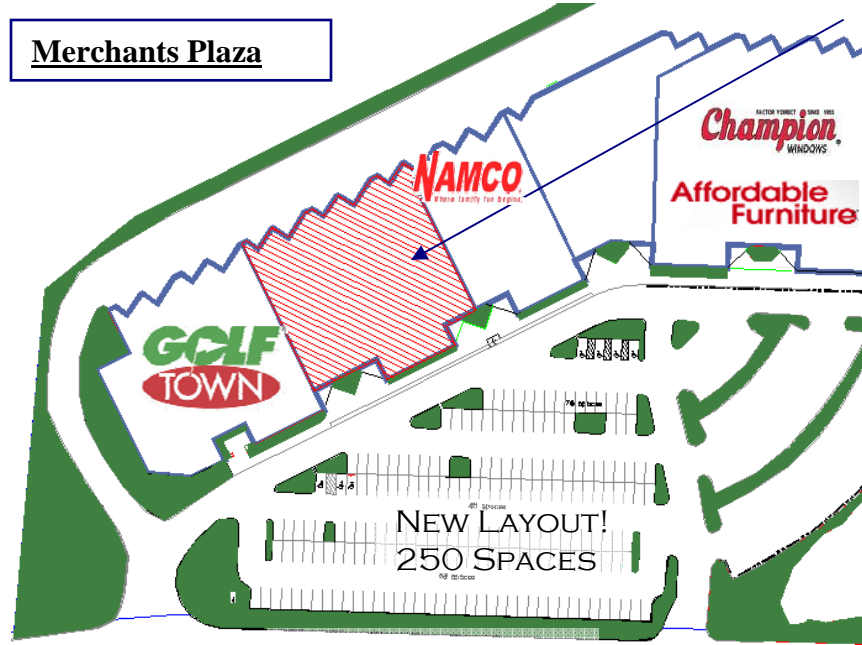 Merchants Plaza
FACTORY DIRECT SINCE 1953
Champion
WINDOWS
Affordable
Furniture
NAMCO
Where family fun begins.
GOLF
TOWN
NEW LAYOUT!
250 SPACES